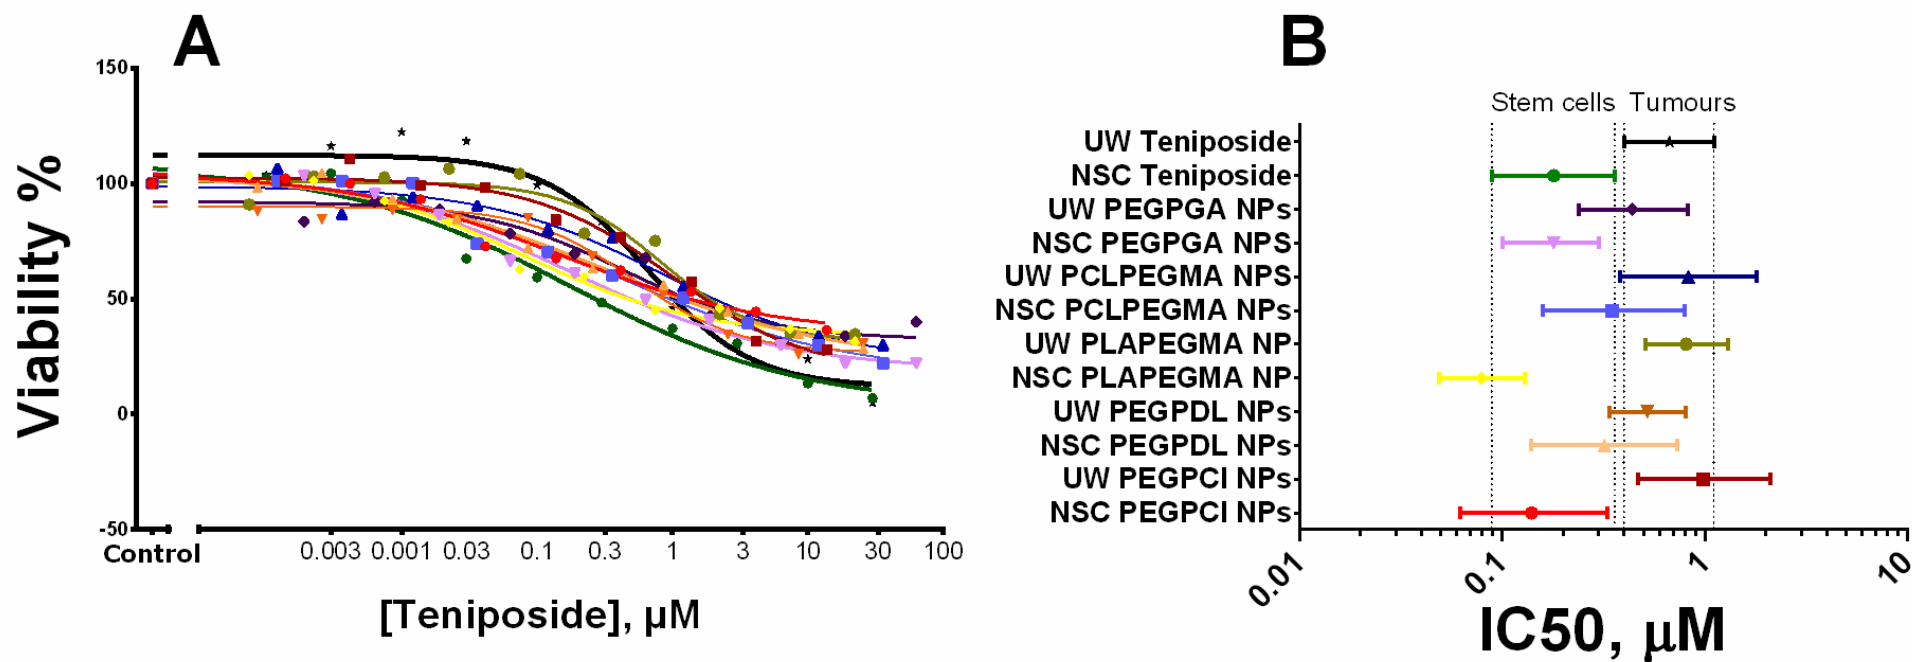 A
150
100
50
0
-50
Viability %
Control
0.003 0.001 0.03 0.1 0.3 1 3 10 30 100
[Teniposide], µM
B
Stem cells Tumours
UW Teniposide
NSC Teniposide
UW PEGPGA NPs
NSC PEGPGA NPS
UW PCLPEGMA NPS
NSC PCLPEGMA NPs
UW PLAPEGMA NP
NSC PLAPEGMA NP
UW PEGPDL NPs
NSC PEGPDL NPs
UW PEGPCl NPs
NSC PEGPCl NPs
0.01 0.1 1 10
IC50, µM